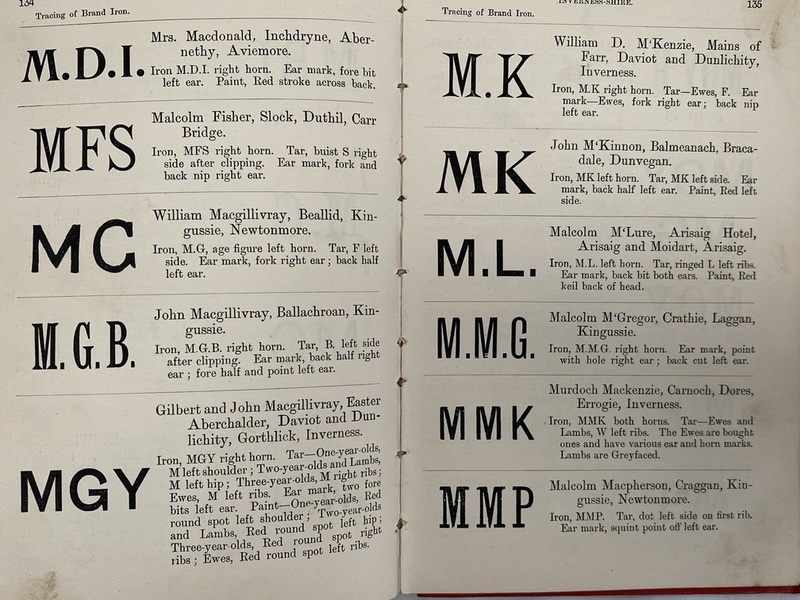 134
Tracing of Brand Iron.
M.D.I.
Mrs. Macdonald, Inchdryne, Aber-
nethy, Aviemore.
Iron M.D.I. right horn. Ear mark, fore bit
left ear. Paint, Red stroke across back.
MFS
Malcolm Fisher, Slock, Duthil, Carr
Bridge.
Iron, MFS right horn. Tar, buist S right
side after clipping. Ear mark, fork and
back nip right ear.
MG
William Macgillivray, Beallid, Kin-
gussie, Newtonmore.
Iron, M.G, age figure left horn. Tar, F left
side. Ear mark, fork right ear; back half
left ear.
M.G.B.
John Macgillivray, Ballachroan, Kin-
gussie.
Iron, M.G.B. right horn. Tar, B. left side
after clipping. Ear mark, back half right
ear; fore half and point left ear.
MGY
Gilbert and John Macgillivray, Easter
Aberchalder, Daviot and Dun-
lichity, Gorthlick, Inverness.
Iron, MGY right horn. Tar—One-year-olds,
M left shoulder; Two-year-olds and Lambs,
M left hip; Three-year-olds, M right ribs;
Ewes, M left ribs. Ear mark, two fore
bits left ear. Paint—One-year-olds, Red
round spot left shoulder; Two-year-olds
and Lambs, Red round spot left hip;
Three-year-olds, Red round spot right
ribs; Ewes, Red round spot left ribs.
INVERNESS-SHIRE.
135
Tracing of Brand Iron.
M.K
William D. M'Kenzie, Mains of
Farr, Daviot and Dunlichity,
Inverness.
Iron, M.K right horn. Tar—Ewes, F. Ear
mark—Ewes, fork right ear; back nip
left ear.
MK
John M'Kinnon, Balmeanach, Braca-
dale, Dunvegan.
Iron, MK left horn. Tar, MK left side. Ear
mark, back half left ear. Paint, Red left
side.
M.L.
Malcolm M'Lure, Arisaig Hotel,
Arisaig and Moidart, Arisaig.
Iron, M.L. left horn. Tar, ringed L left ribs.
Ear mark, back bit both ears. Paint, Red
keil back of head.
M.M.G.
Malcolm M'Gregor, Crathie, Laggan,
Kingussie.
Iron, M.M.G. right horn. Ear mark, point
with hole right ear; back cut left ear.
MMK
Murdoch Mackenzie, Carnoch, Dores,
Errogie, Inverness.
Iron, MMK both horns. Tar—Ewes and
Lambs, W left ribs. The Ewes are bought
ones and have various ear and horn marks.
Lambs are Greyfaced.
MMP
Malcolm Macpherson, Craggan, Kin-
gussie, Newtonmore.
Iron, MMP. Tar, dot left side on first rib.
Ear mark, squint point off left ear.